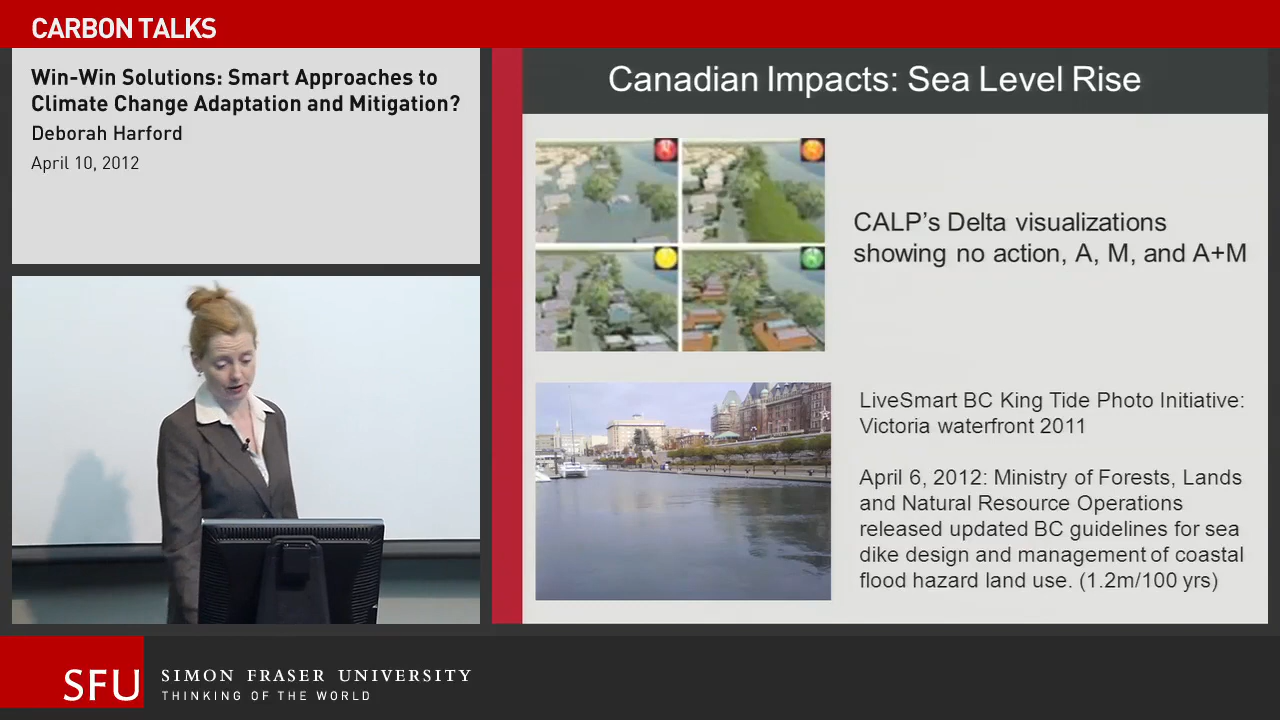 CARBON TALKS
Win-Win Solutions: Smart Approaches to
Climate Change Adaptation and Mitigation?
Deborah Harford
April 10, 2012
Canadian Impacts: Sea Level Rise
CALP's Delta visualizations
showing no action, A, M, and A+M
LiveSmart BC King Tide Photo Initiative:
Victoria waterfront 2011
April 6, 2012: Ministry of Forests, Lands
and Natural Resource Operations
released updated BC guidelines for sea
dike design and management of coastal
flood hazard land use. (1.2m/100 yrs)
SFU
SIMON FRASER UNIVERSITY
THINKING OF THE WORLD